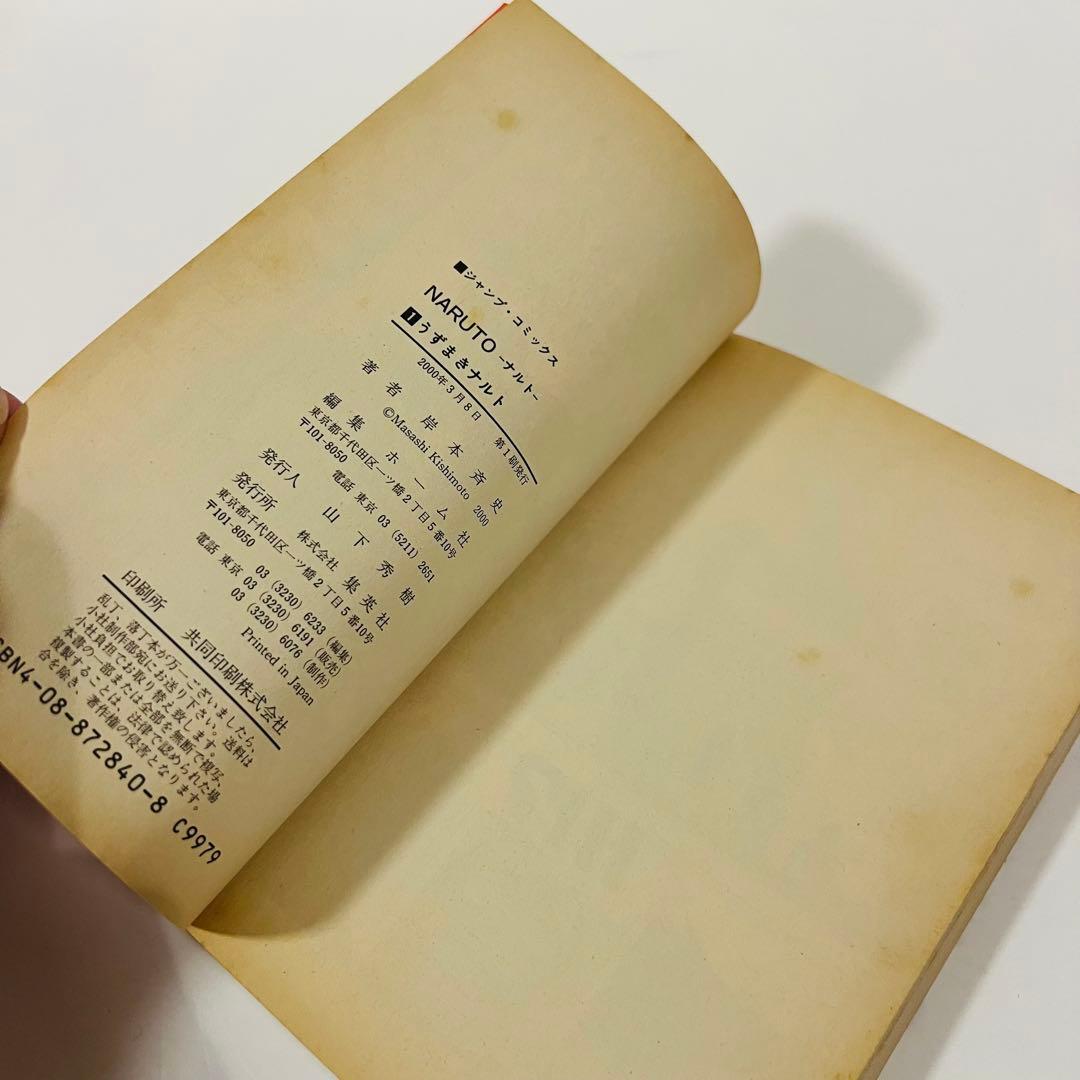 ■ジャンプ・コミックス
NARUTO -ナルト-
1 うずまきナルト
2000年3月8日 第1刷発行
著者 岸本斉史
©Masashi Kishimoto 2000
編集 ホーム社
東京都千代田区一ツ橋2丁目5番10号
〒101-8050 電話 東京 03 (5211) 2651
発行人 山下秀樹
発行所 株式会社 集英社
東京都千代田区一ツ橋2丁目5番10号
〒101-8050
03 (3230) 6233 (編集)
電話 東京 03 (3230) 6191 (販売)
03 (3230) 6076 (制作)
Printed in Japan
印刷所 共同印刷株式会社
乱丁、落丁本が万一ございましたら、
小社制作部宛にお送り下さい。送料は
小社負担でお取り替え致します。
本書の一部または全部を無断で複写、
複製することは、法律で認められた場
合を除き、著作権の侵害となります。
SBN4-08-872840-8 C9979